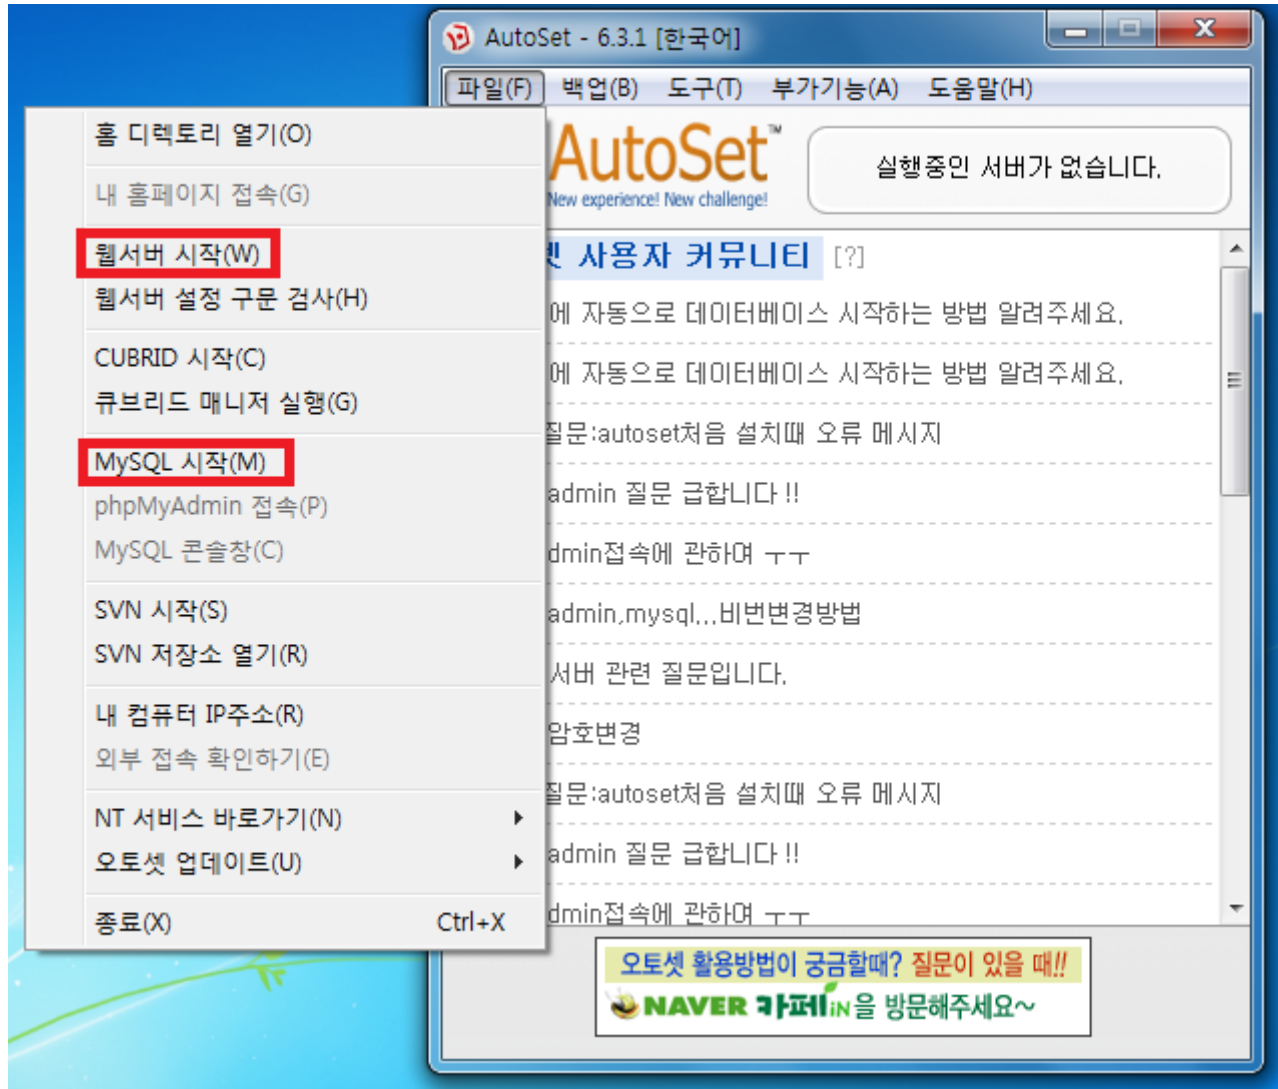 AutoSet - 6.3.1 [한국어]
파일(F) 백업(B) 도구(T) 부가기능(A) 도움말(H)
홈 디렉토리 열기(O)
내 홈페이지 접속(G)
웹서버 시작(W)
웹서버 설정 구문 검사(H)
CUBRID 시작(C)
큐브리드 매니저 실행(G)
MySQL 시작(M)
phpMyAdmin 접속(P)
MySQL 콘솔창(C)
SVN 시작(S)
SVN 저장소 열기(R)
내 컴퓨터 IP주소(R)
외부 접속 확인하기(E)
NT 서비스 바로가기(N)
오토셋 업데이트(U)
종료(X) Ctrl+X
AutoSet™
New experience! New challenge!
실행중인 서버가 없습니다.
사용자 커뮤니티 [?]
에 자동으로 데이터베이스 시작하는 방법 알려주세요.
에 자동으로 데이터베이스 시작하는 방법 알려주세요.
질문:autoset처음 설치때 오류 메시지
admin 질문 급합니다 !!
dmin접속에 관하여 ㅜㅜ
admin,mysql,,,비번변경방법
서버 관련 질문입니다.
암호변경
질문:autoset처음 설치때 오류 메시지
admin 질문 급합니다 !!
dmin접속에 관하여 ㅜㅜ
오토셋 활용방법이 궁금할때? 질문이 있을 때!!
NAVER 카페iN을 방문해주세요~